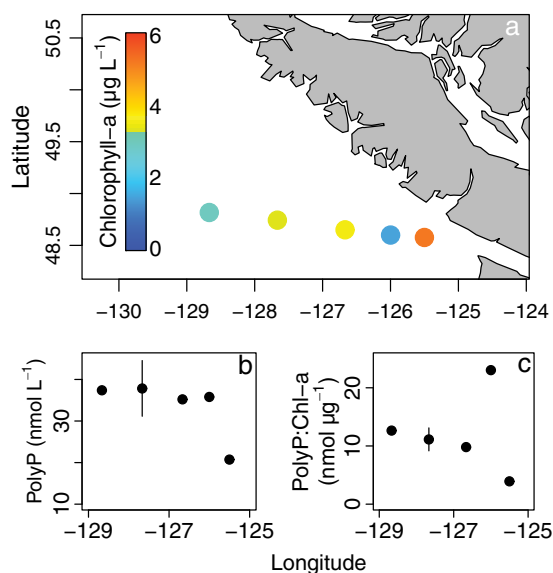 a
50.5
49.5
48.5
Latitude
Chlorophyll−a (µg L−1)
6
4
2
0
−130 −129 −128 −127 −126 −125 −124
b
PolyP (nmol L−1)
30
10
−129 −127 −125
c
PolyP:Chl−a
(nmol µg−1)
20
10
0
−129 −127 −125
Longitude